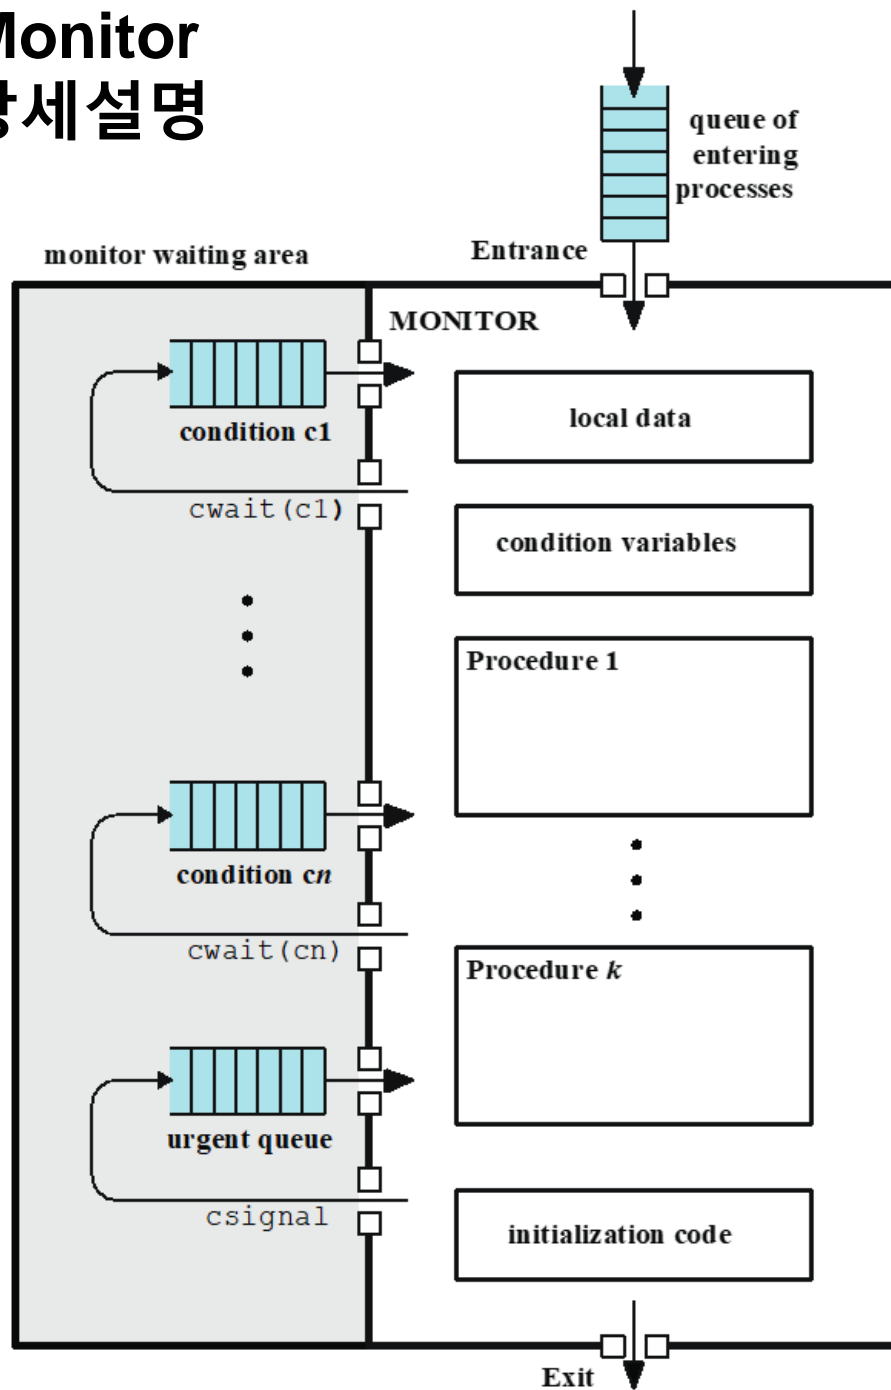 Monitor
상세설명
queue of
entering
processes
Entrance
monitor waiting area
MONITOR
condition c1
cwait(c1)
local data
condition variables
Procedure 1
condition cn
cwait(cn)
Procedure k
urgent queue
csignal
initialization code
Exit